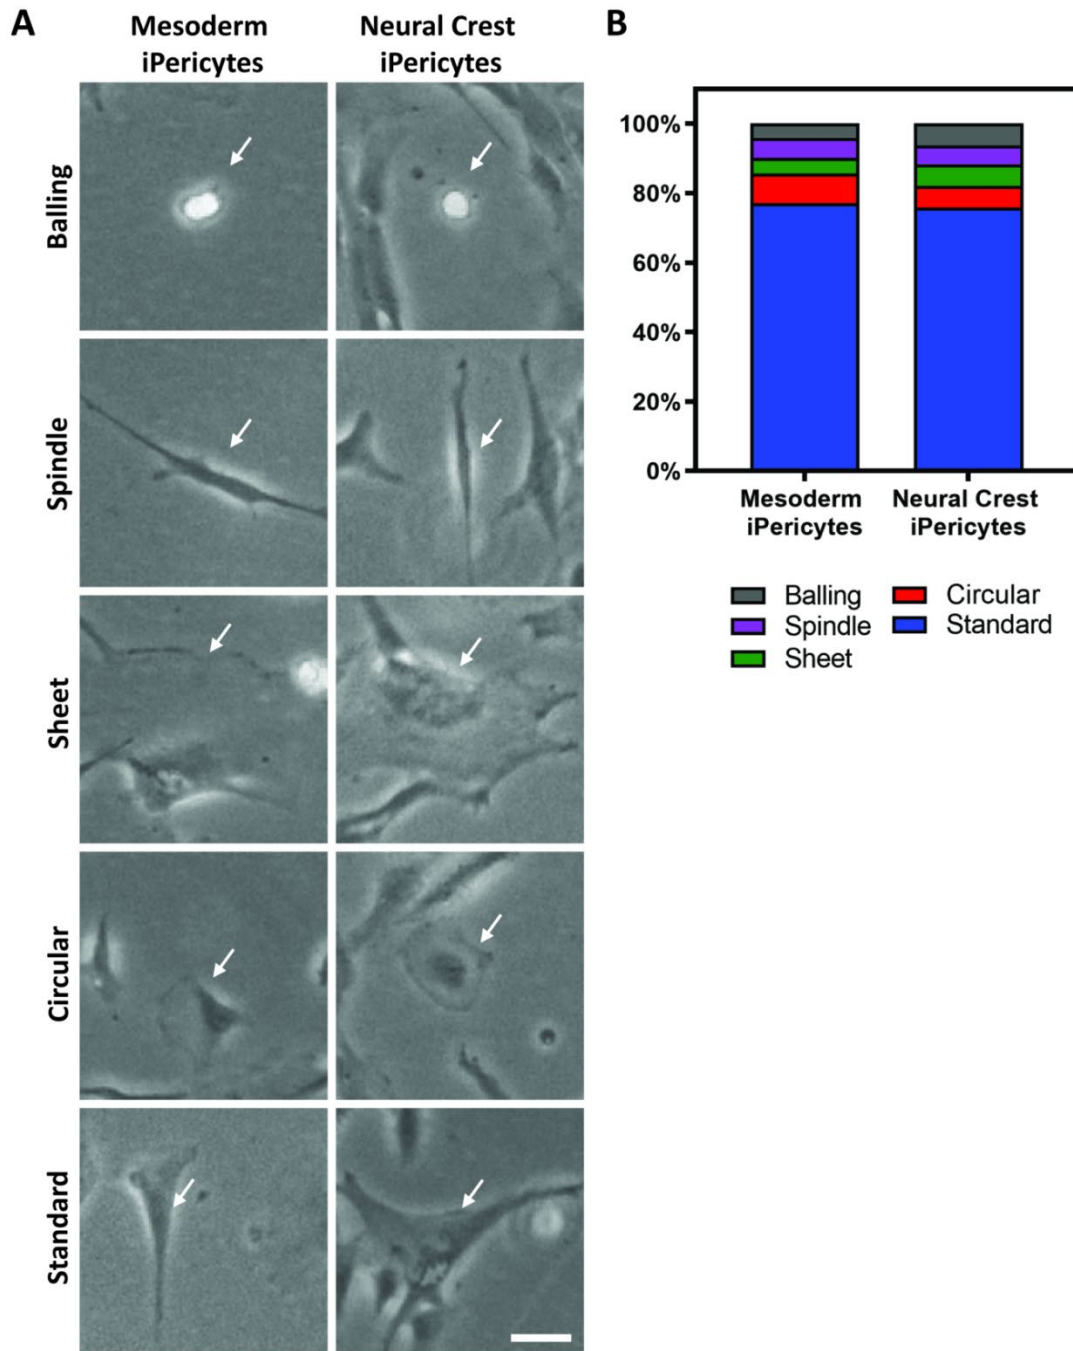 A
Mesoderm
iPericytes
Neural Crest
iPericytes
Balling
Spindle
Sheet
Circular
Standard
B
100%
80%
60%
40%
20%
0%
Mesoderm
iPericytes
Neural Crest
iPericytes
Balling
Spindle
Sheet
Circular
Standard